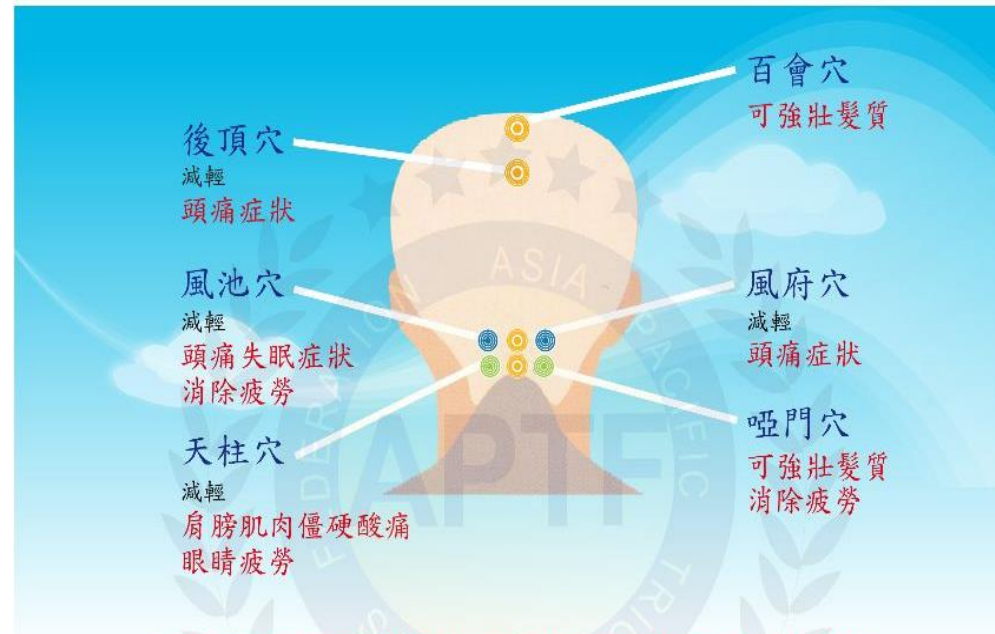 百會穴
可強壯髮質
後頂穴
減輕
頭痛症狀
風池穴
減輕
頭痛失眠症狀
消除疲勞
風府穴
減輕
頭痛症狀
天柱穴
減輕
肩膀肌肉僵硬酸痛
眼睛疲勞
啞門穴
可強壯髮質
消除疲勞
ASIA
PACIFIC
FEDERATION
APTF